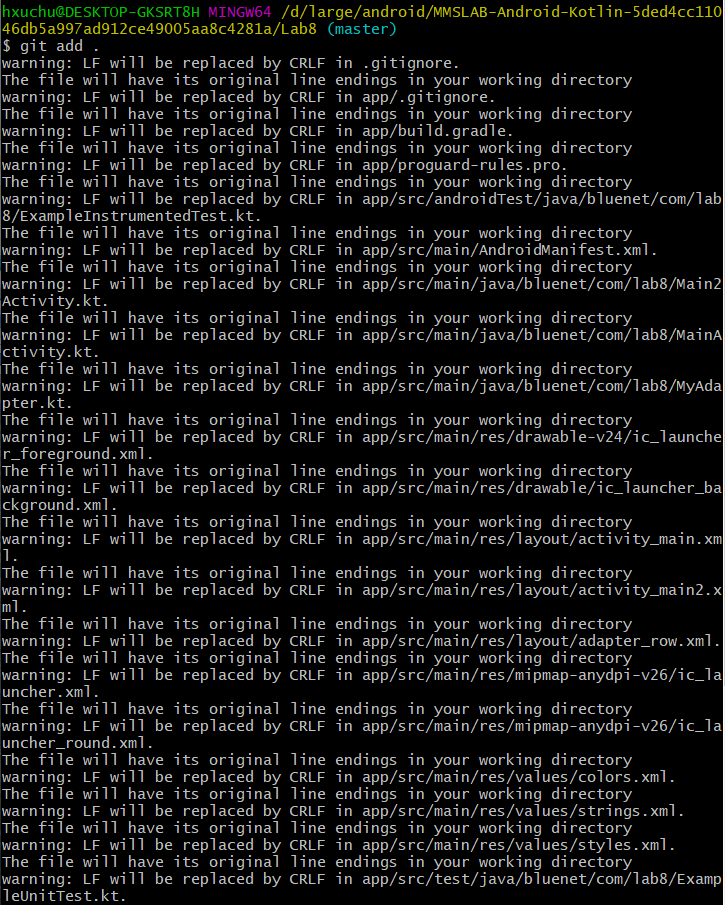 hxuchu@DESKTOP-GKSRT8H MINGW64 /d/large/android/MMSLAB-Android-Kotlin-5ded4cc110
46db5a997ad912ce49005aa8c4281a/Lab8 (master)
$ git add .
warning: LF will be replaced by CRLF in .gitignore.
The file will have its original line endings in your working directory
warning: LF will be replaced by CRLF in app/.gitignore.
The file will have its original line endings in your working directory
warning: LF will be replaced by CRLF in app/build.gradle.
The file will have its original line endings in your working directory
warning: LF will be replaced by CRLF in app/proguard-rules.pro.
The file will have its original line endings in your working directory
warning: LF will be replaced by CRLF in app/src/androidTest/java/bluenet/com/lab
8/ExampleInstrumentedTest.kt.
The file will have its original line endings in your working directory
warning: LF will be replaced by CRLF in app/src/main/AndroidManifest.xml.
The file will have its original line endings in your working directory
warning: LF will be replaced by CRLF in app/src/main/java/bluenet/com/lab8/Main2
Activity.kt.
The file will have its original line endings in your working directory
warning: LF will be replaced by CRLF in app/src/main/java/bluenet/com/lab8/MainA
ctivity.kt.
The file will have its original line endings in your working directory
warning: LF will be replaced by CRLF in app/src/main/java/bluenet/com/lab8/MyAda
pter.kt.
The file will have its original line endings in your working directory
warning: LF will be replaced by CRLF in app/src/main/res/drawable-v24/ic_launche
r_foreground.xml.
The file will have its original line endings in your working directory
warning: LF will be replaced by CRLF in app/src/main/res/drawable/ic_launcher_ba
ckground.xml.
The file will have its original line endings in your working directory
warning: LF will be replaced by CRLF in app/src/main/res/layout/activity_main.xm
l.
The file will have its original line endings in your working directory
warning: LF will be replaced by CRLF in app/src/main/res/layout/activity_main2.x
ml.
The file will have its original line endings in your working directory
warning: LF will be replaced by CRLF in app/src/main/res/layout/adapter_row.xml.
The file will have its original line endings in your working directory
warning: LF will be replaced by CRLF in app/src/main/res/mipmap-anydpi-v26/ic_la
uncher.xml.
The file will have its original line endings in your working directory
warning: LF will be replaced by CRLF in app/src/main/res/mipmap-anydpi-v26/ic_la
uncher_round.xml.
The file will have its original line endings in your working directory
warning: LF will be replaced by CRLF in app/src/main/res/values/colors.xml.
The file will have its original line endings in your working directory
warning: LF will be replaced by CRLF in app/src/main/res/values/strings.xml.
The file will have its original line endings in your working directory
warning: LF will be replaced by CRLF in app/src/main/res/values/styles.xml.
The file will have its original line endings in your working directory
warning: LF will be replaced by CRLF in app/src/test/java/bluenet/com/lab8/Examp
leUnitTest.kt.